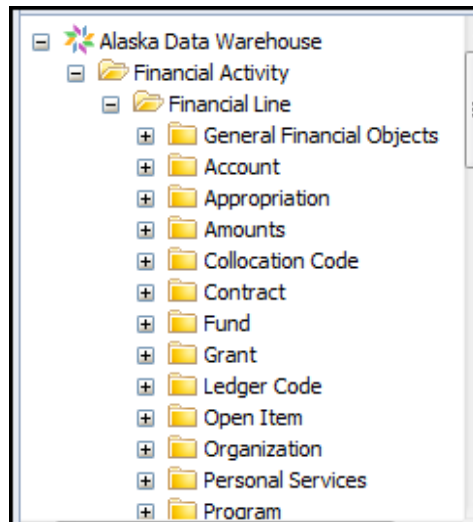 Alaska Data Warehouse
Financial Activity
Financial Line
General Financial Objects
Account
Appropriation
Amounts
Collocation Code
Contract
Fund
Grant
Ledger Code
Open Item
Organization
Personal Services
Program